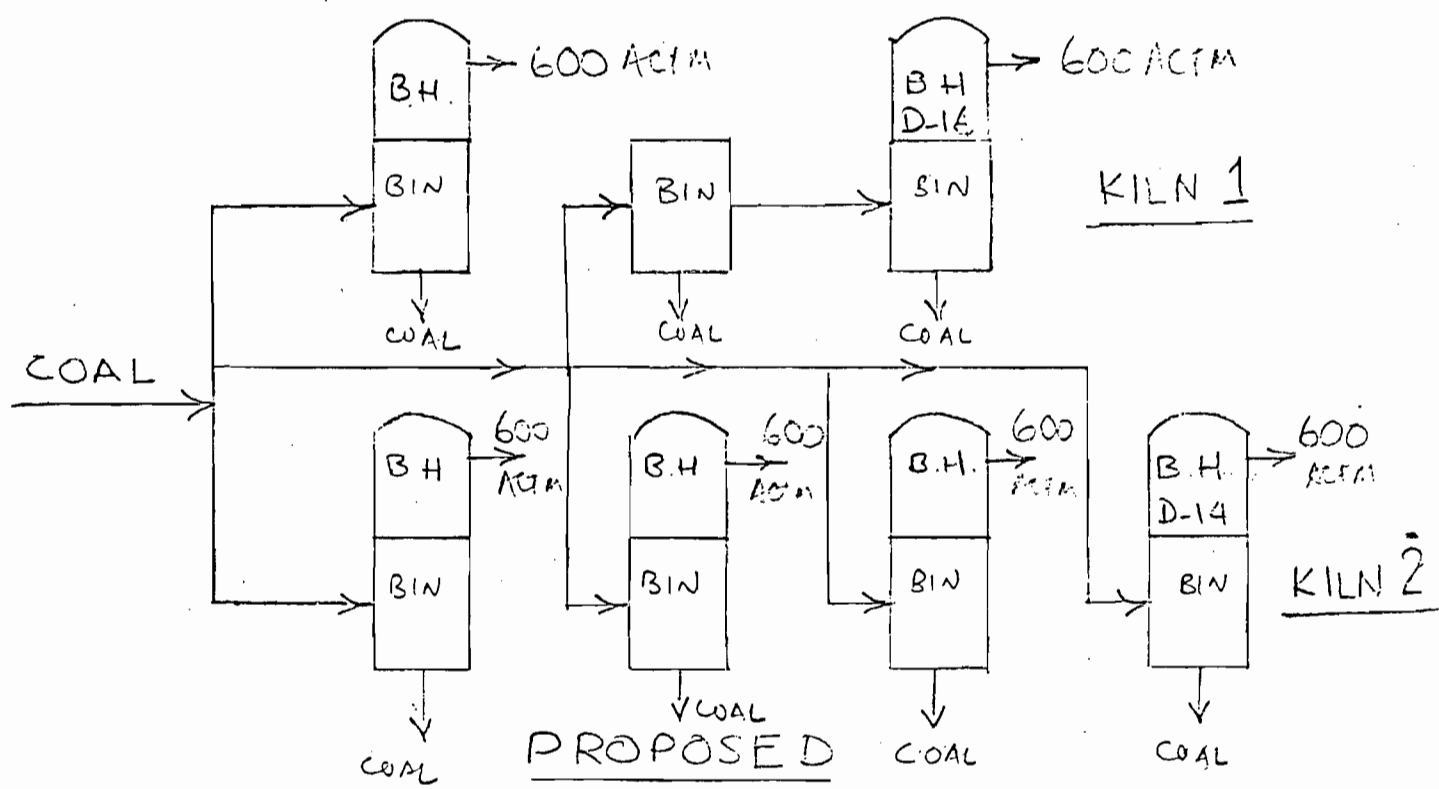 600 ACFM
600 ACFM
B.H.
B H
D-16
BIN
BIN
BIN
KILN 1
COAL
COAL
COAL
COAL
B.H
600
ACFM
B.H
600
ACFM
B.H.
600
ACFM
B.H.
D-14
600
ACFM
BIN
BIN
BIN
BIN
KILN 2
COAL
COAL
COAL
COAL
PROPOSED